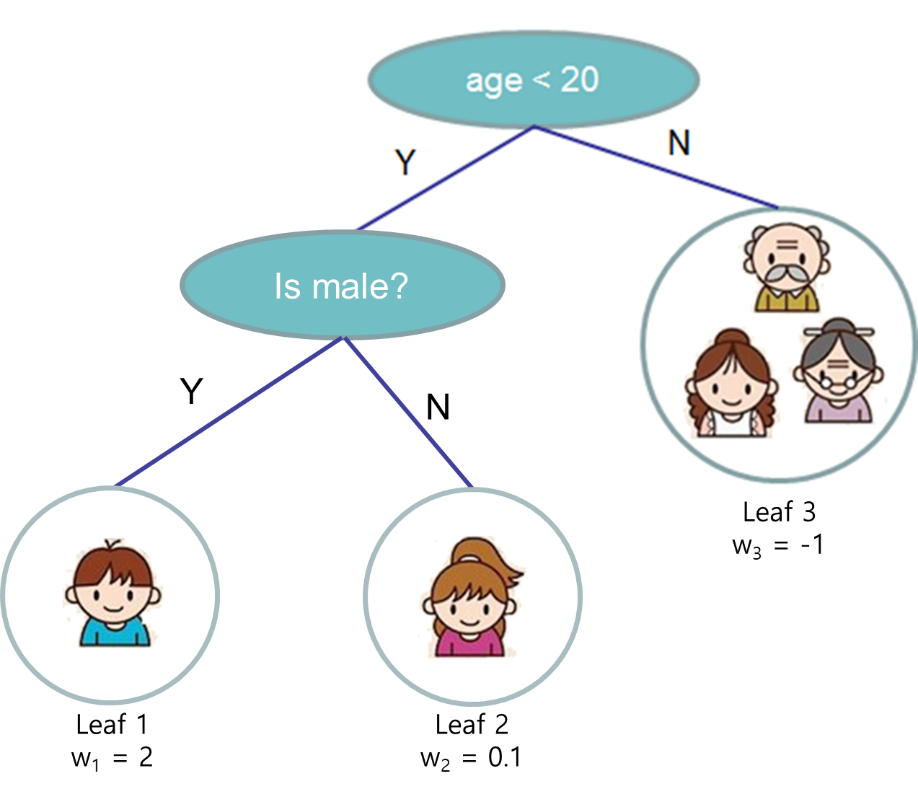 age < 20
Y
N
Is male?
Y
N
Leaf 3
w₃ = -1
Leaf 1
w₁ = 2
Leaf 2
w₂ = 0.1